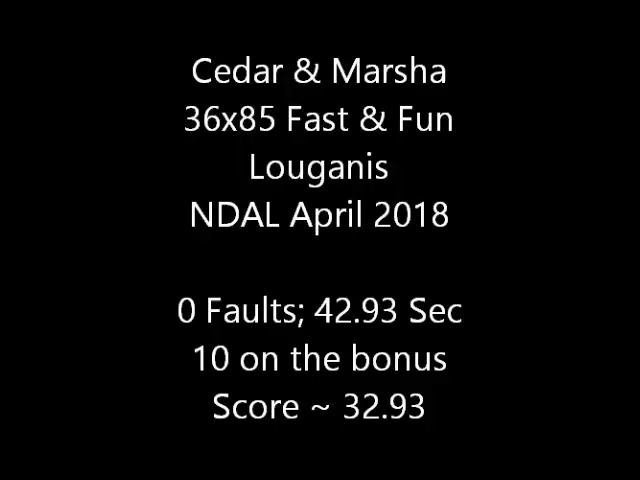 Cedar & Marsha
36x85 Fast & Fun
Louganis
NDAL April 2018
0 Faults; 42.93 Sec
10 on the bonus
Score ~ 32.93